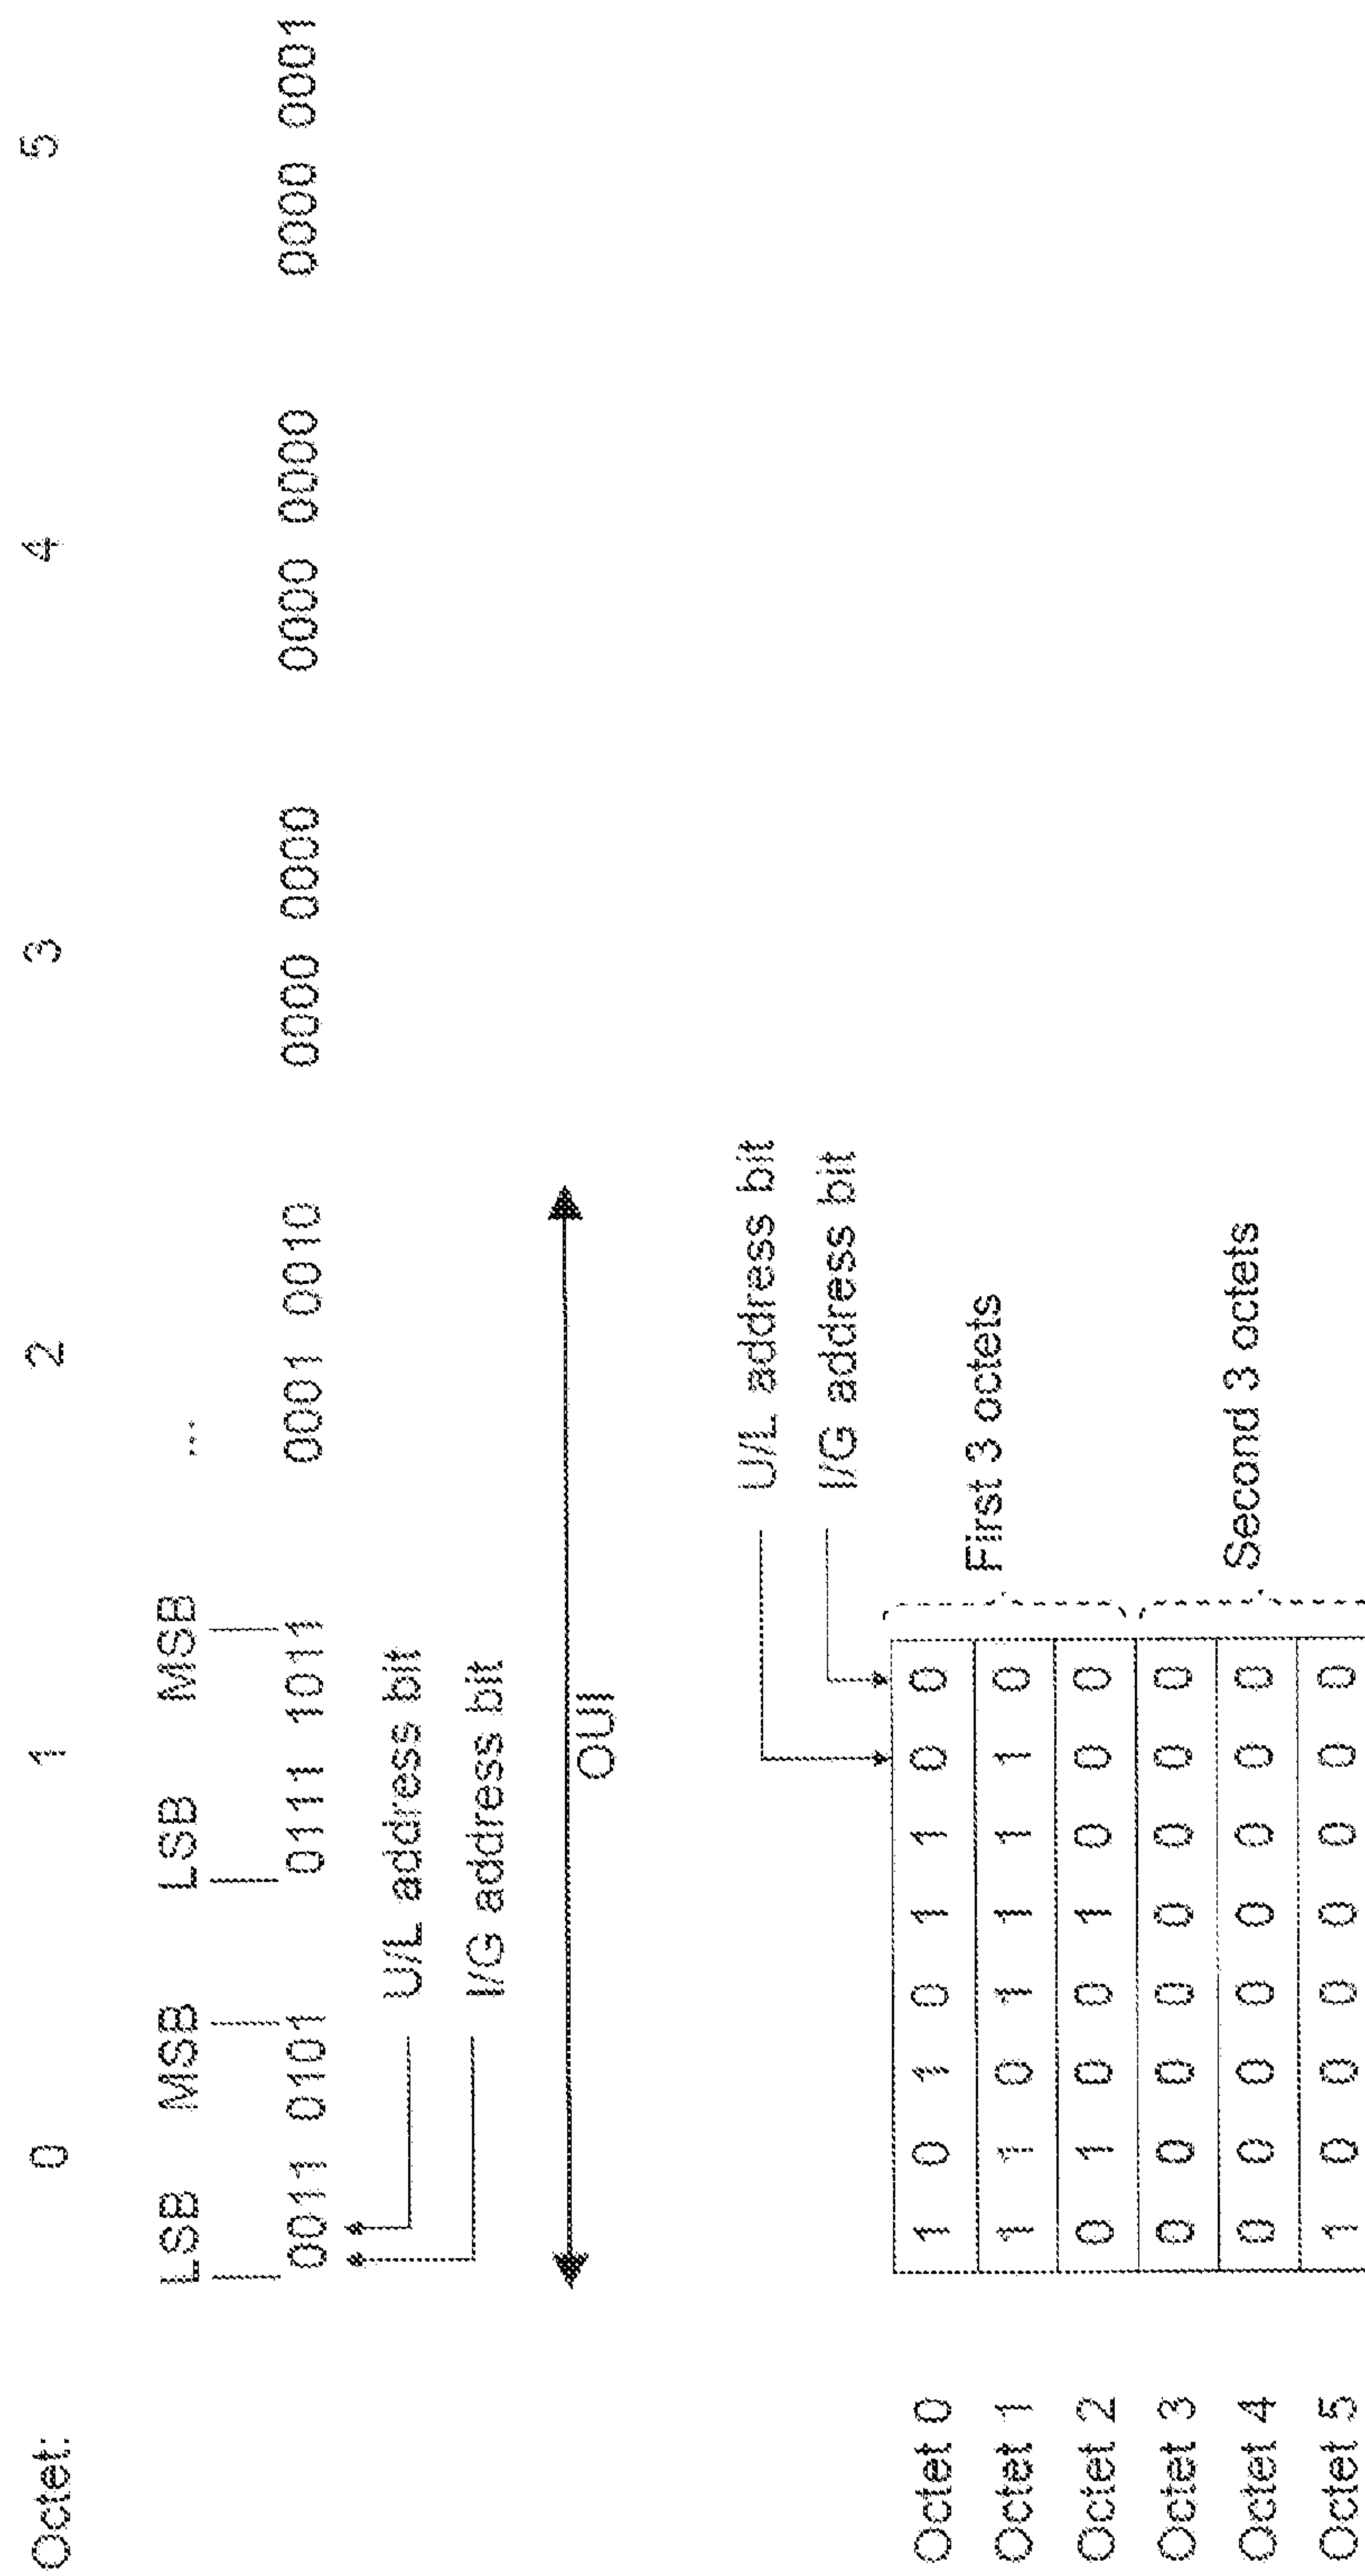 Octet: 0 1 2 3 4 5
LSB MSB LSB MSB ...
0011 0101 0111 1011 0001 0010 0000 0000 0000 0000 0000 0001
U/L address bit
I/G address bit
OUI
U/L address bit
I/G address bit
Octet 0 1 0 1 0 1 1 0 0
First 3 octets
Octet 1 1 1 0 1 1 1 1 0
Octet 2 0 1 0 0 1 0 0 0
Octet 3 0 0 0 0 0 0 0 0
Octet 4 0 0 0 0 0 0 0 0
Second 3 octets
Octet 5 1 0 0 0 0 0 0 0